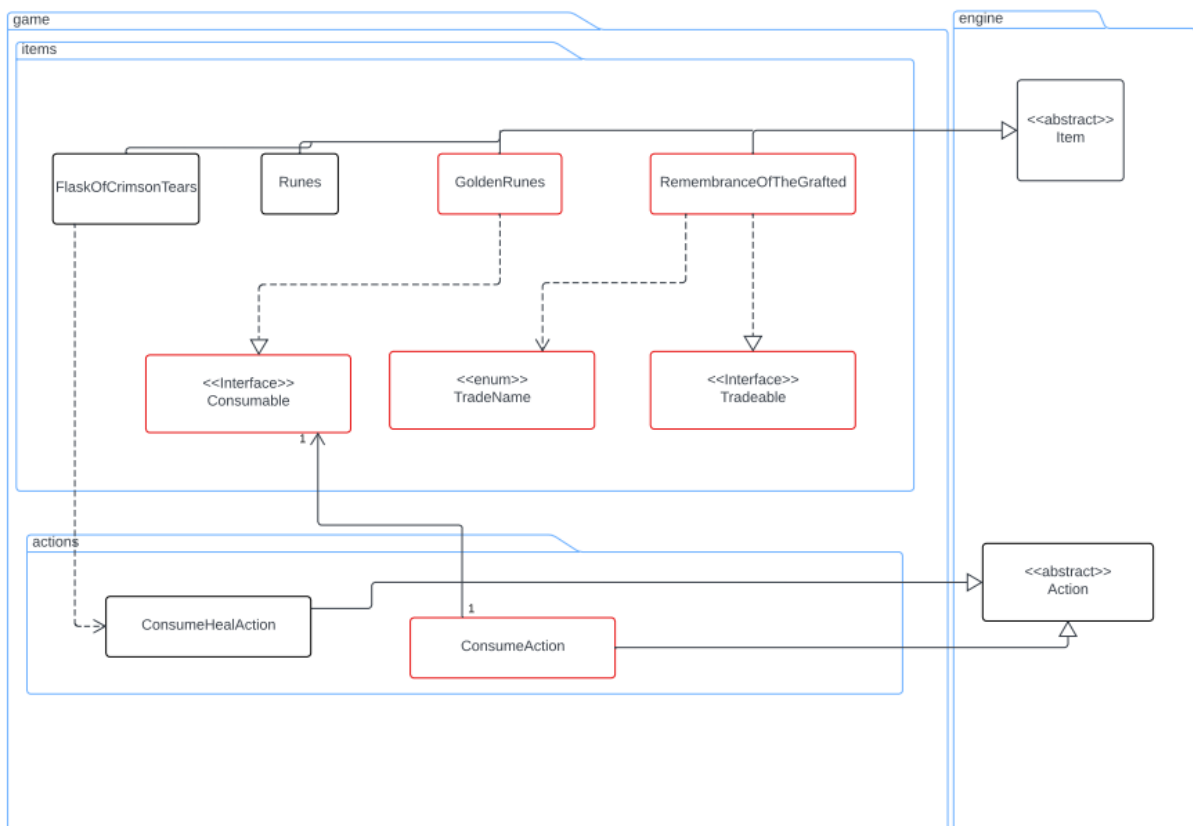 game
engine
items
<<abstract>>
Item
FlaskOfCrimsonTears
Runes
GoldenRunes
RemembranceOfTheGrafted
<<Interface>>
Consumable
<<enum>>
TradeName
<<Interface>>
Tradeable
1
actions
<<abstract>>
Action
1
ConsumeHealAction
ConsumeAction